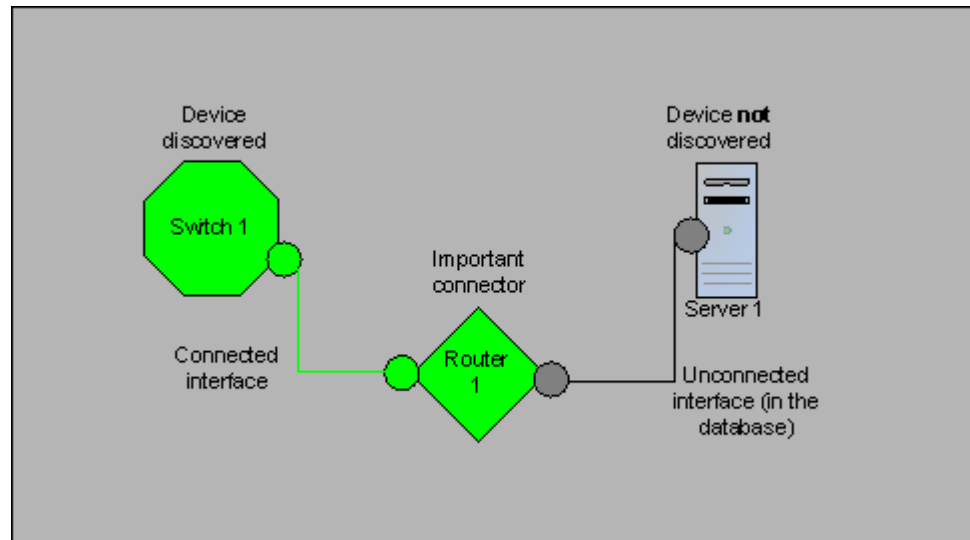 Device
discovered
Switch 1
Connected
interface
Important
connector
Router
1
Device not
discovered
Server 1
Unconnected
interface (in the
database)